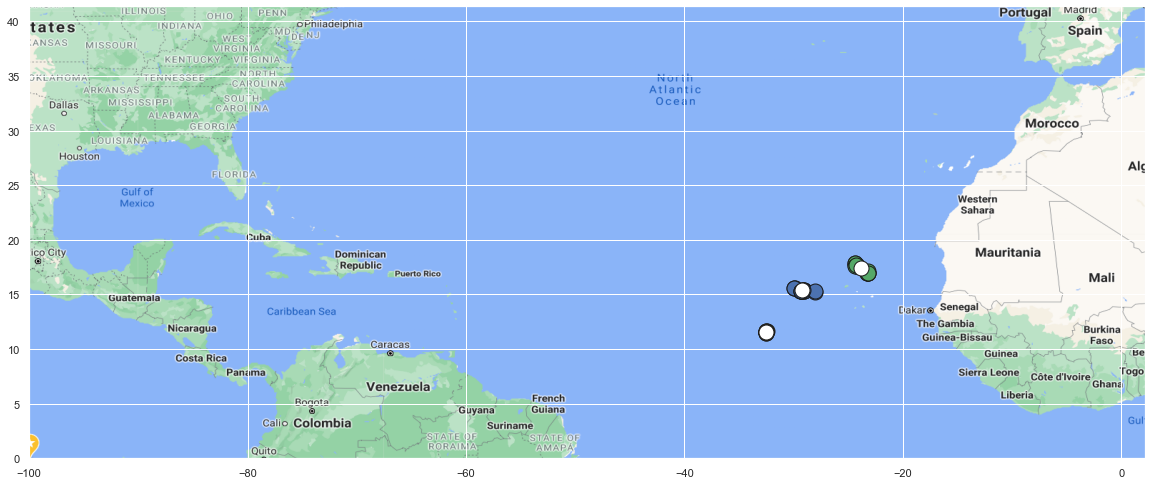 40
35
30
25
20
15
10
5
0
−100
−80
−60
−40
−20
0
tates
ILLINOIS
OHIO
PENN
INDIANA
Philadelphia
MD
DE
NJ
MISSOURI
WEST
VIRGINIA
KENTUCKY
VIRGINIA
OKLAHOMA
TENNESSEE
NORTH
CAROLINA
ARKANSAS
MISSISSIPPI
SOUTH
CAROLINA
Dallas
ALABAMA
GEORGIA
LOUISIANA
Houston
FLORIDA
Gulf of
Mexico
ico City
Cuba
Dominican
Republic
Puerto Rico
Guatemala
Caribbean Sea
Nicaragua
Costa Rica
Panama
Caracas
Venezuela
Bogota
Cali
Colombia
Guyana
French
Guiana
Suriname
STATE OF
RORAIMA
STATE OF
AMAPA
Quito
North
Atlantic
Ocean
Portugal
Madrid
Spain
Morocco
Alg
Western
Sahara
Mauritania
Mali
Dakar
Senegal
The Gambia
Guinea-Bissau
Burkina
Faso
Guinea
Be
Sierra Leone
Côte d'Ivoire
Togo
Ghana
Liberia
Gul